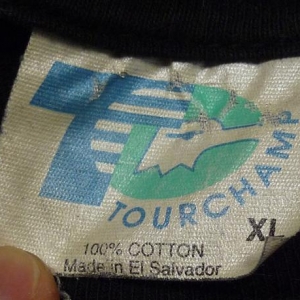 TOURCHAMP
XL
100% COTTON
Made in El Salvador